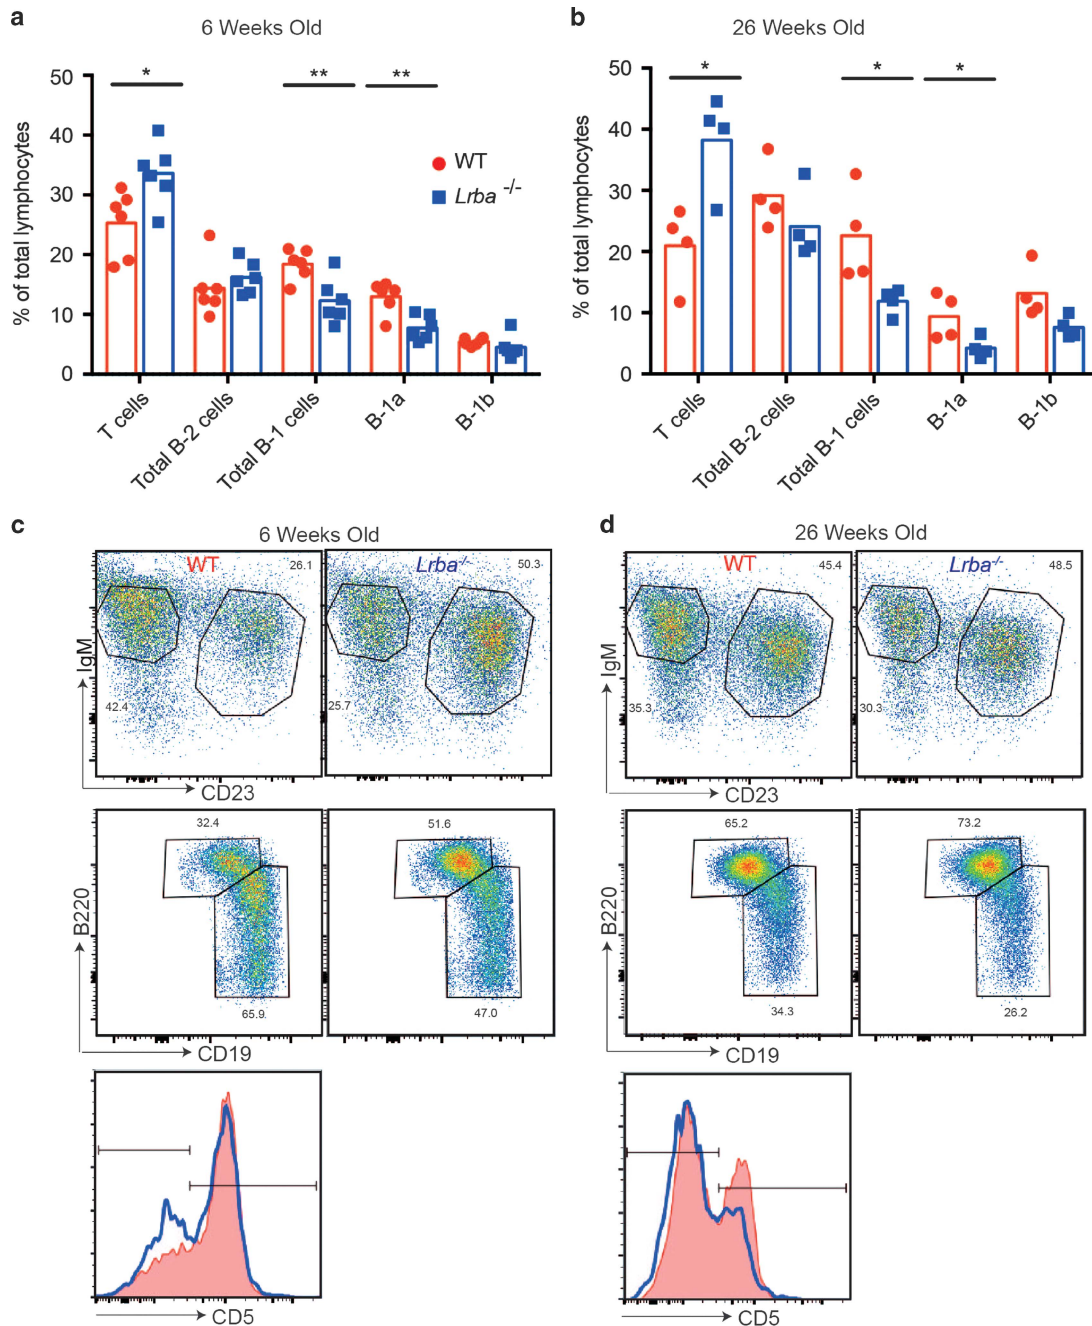 a
6 Weeks Old
% of total lymphocytes
50
40
30
20
10
0
*
**
**
WT
Lrba -/-
T cells
Total B-2 cells
Total B-1 cells
B-1a
B-1b
b
26 Weeks Old
% of total lymphocytes
50
40
30
20
10
0
*
*
*
T cells
Total B-2 cells
Total B-1 cells
B-1a
B-1b
c
6 Weeks Old
WT
26.1
42.4
Lrba-/-
50.3
25.7
IgM
CD23
32.4
65.9
51.6
47.0
B220
CD19
CD5
d
26 Weeks Old
WT
45.4
35.3
Lrba-/-
48.5
30.3
IgM
CD23
65.2
34.3
73.2
26.2
B220
CD19
CD5